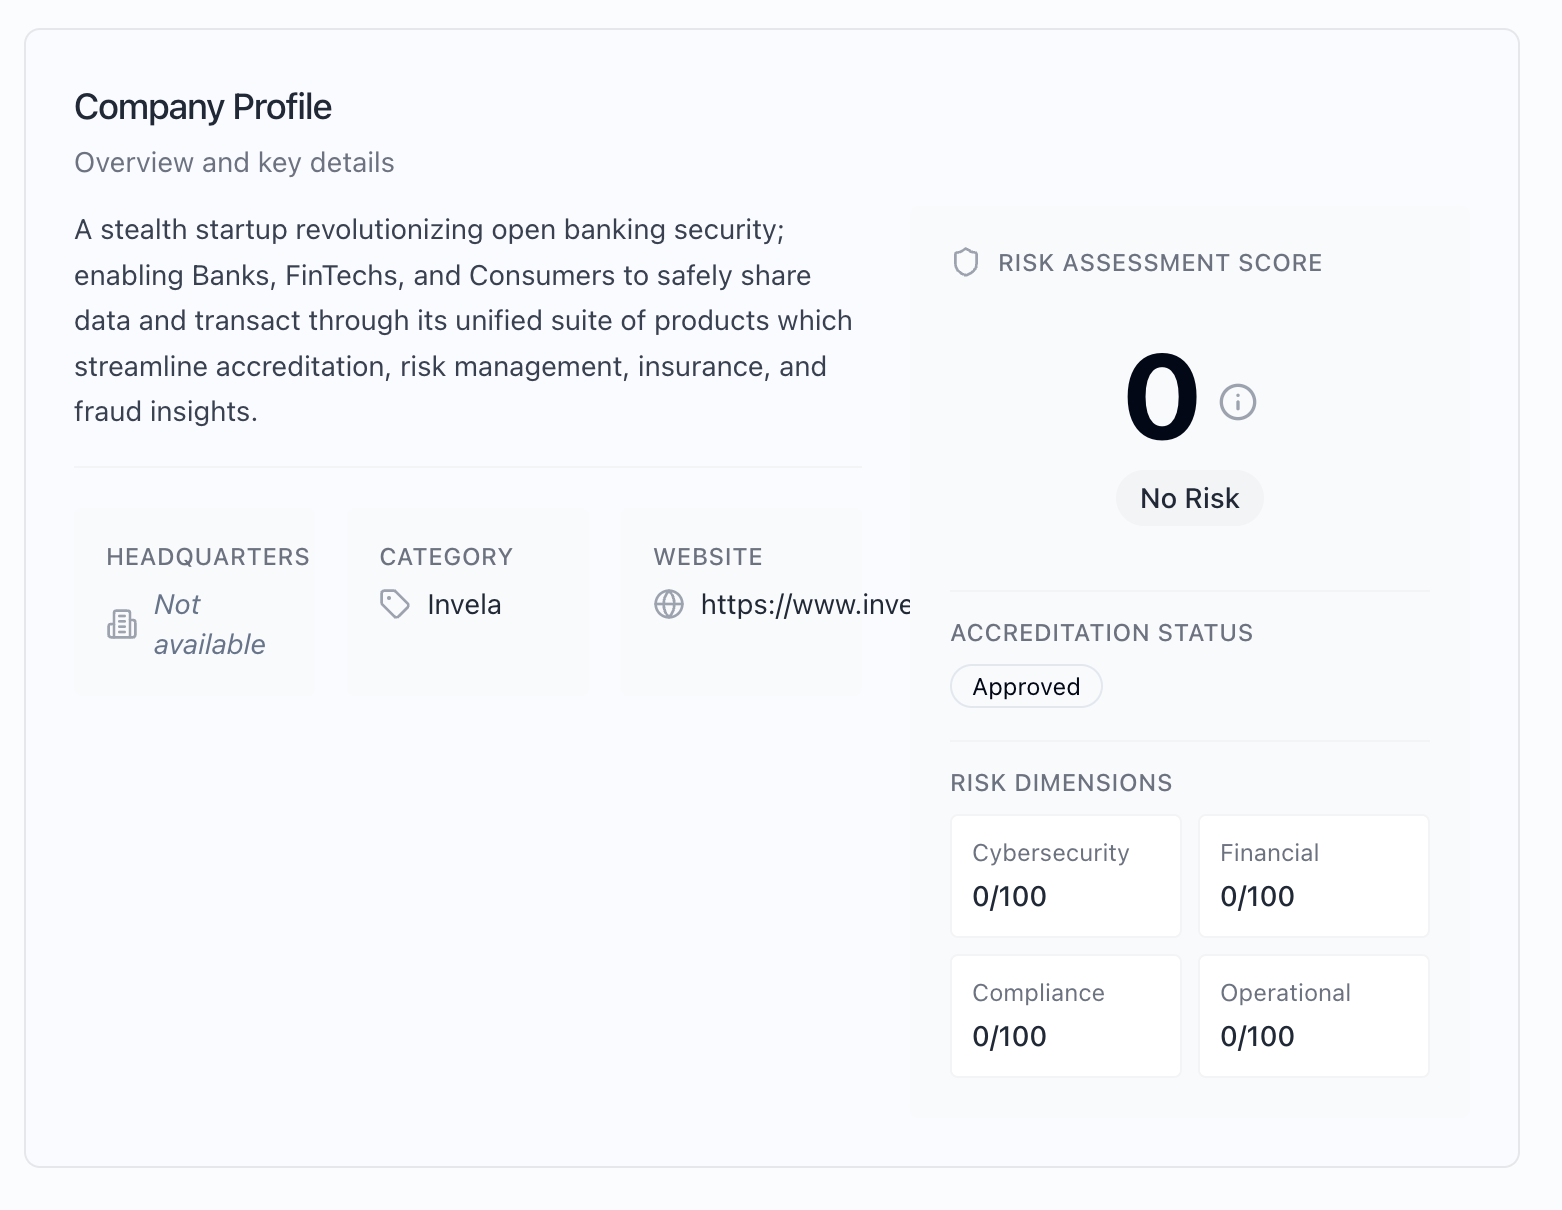 Company Profile
Overview and key details
A stealth startup revolutionizing open banking security;
enabling Banks, FinTechs, and Consumers to safely share
data and transact through its unified suite of products which
streamline accreditation, risk management, insurance, and
fraud insights.
HEADQUARTERS
Not
available
CATEGORY
Invela
WEBSITE
https://www.inve
RISK ASSESSMENT SCORE
0
No Risk
ACCREDITATION STATUS
Approved
RISK DIMENSIONS
Cybersecurity
0/100
Financial
0/100
Compliance
0/100
Operational
0/100